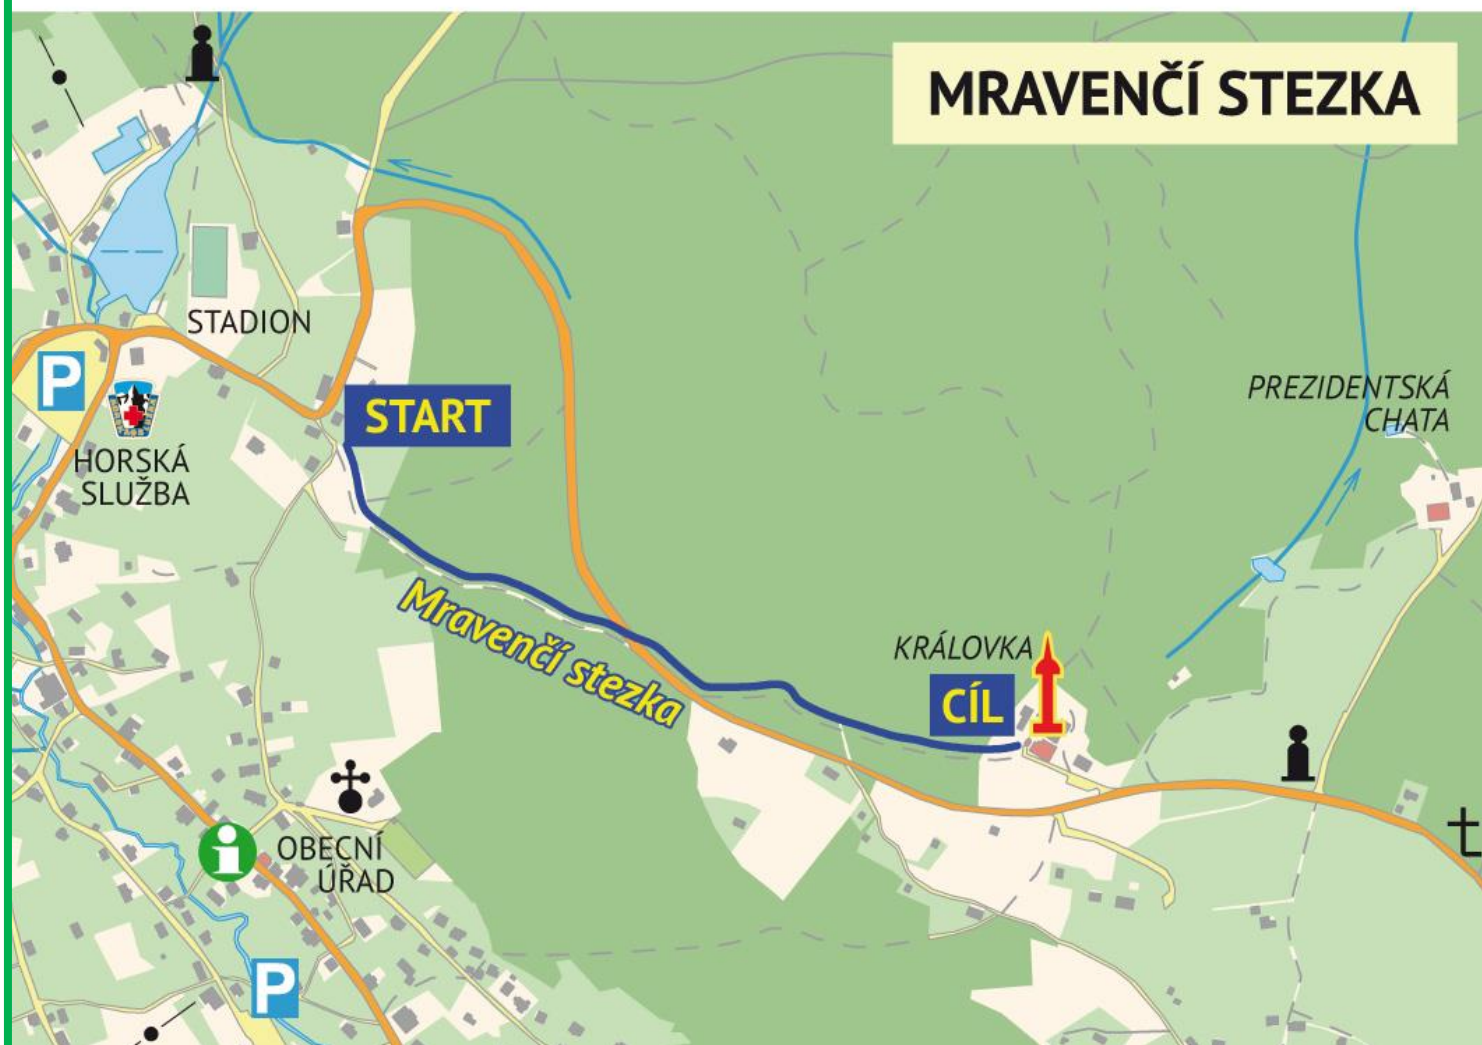 MRAVENČÍ STEZKA
STADION
P
START
PREZIDENTSKÁ
CHATA
HORSKÁ
SLUŽBA
Mravenčí stezka
KRÁLOVKA
CÍL
OBECNÍ
ÚŘAD
i
P